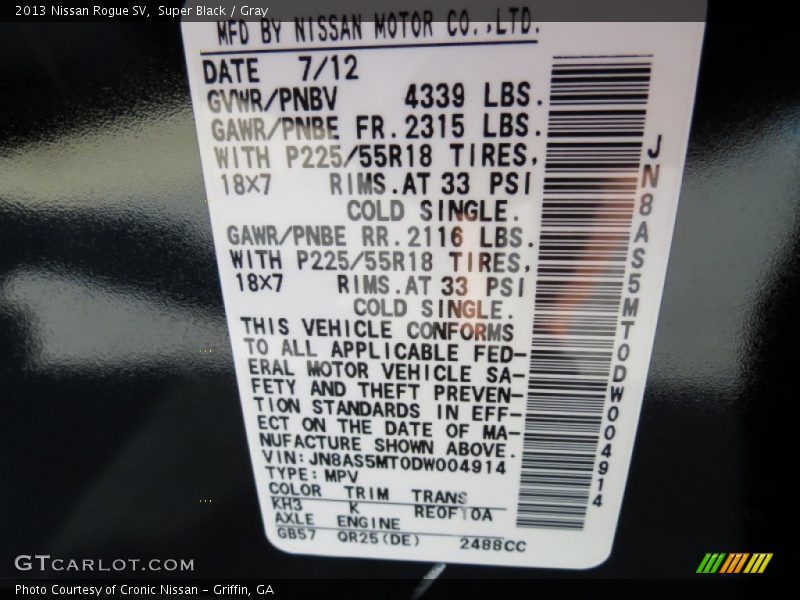 2013 Nissan Rogue SV, Super Black / Gray
MFD BY NISSAN MOTOR CO.,LTD.
DATE 7/12
GVWR/PNBV 4339 LBS.
GAWR/PNBE FR.2315 LBS.
WITH P225/55R18 TIRES,
18X7 RIMS.AT 33 PSI
COLD SINGLE.
GAWR/PNBE RR.2116 LBS.
WITH P225/55R18 TIRES,
18X7 RIMS.AT 33 PSI
COLD SINGLE.
THIS VEHICLE CONFORMS
TO ALL APPLICABLE FED-
ERAL MOTOR VEHICLE SA-
FETY AND THEFT PREVEN-
TION STANDARDS IN EFF-
ECT ON THE DATE OF MA-
NUFACTURE SHOWN ABOVE.
VIN:JN8AS5MT0DW004914
TYPE:MPV
COLOR TRIM TRANS
KH3 K RE0F10A
AXLE ENGINE
GB57 QR25(DE) 2488CC
JN8AS5MT0DW004914
GTCARLOT.COM
Photo Courtesy of Cronic Nissan - Griffin, GA